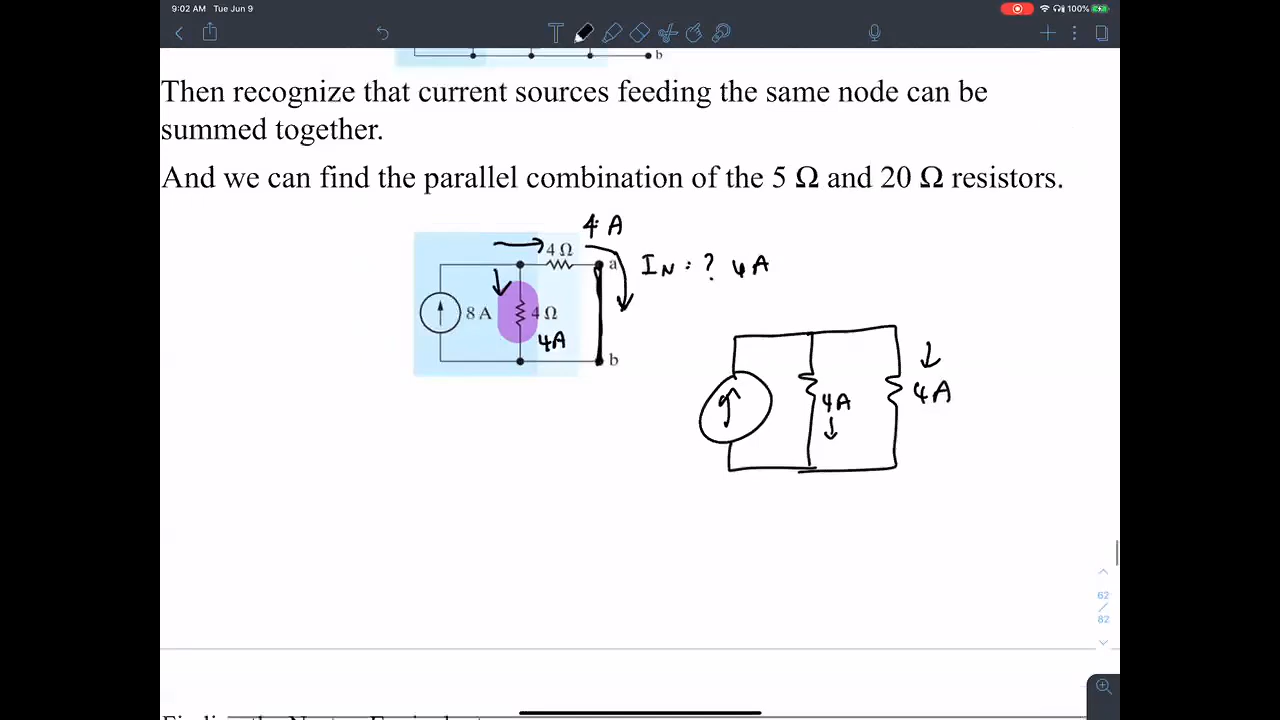 9:02 AM Tue Jun 9
100%
b
Then recognize that current sources feeding the same node can be
summed together.
And we can find the parallel combination of the 5 Ω and 20 Ω resistors.
4 A
4 Ω
a
I N : ? 4A
8 A
4 Ω
4A
b
4A
4A
62
/
82